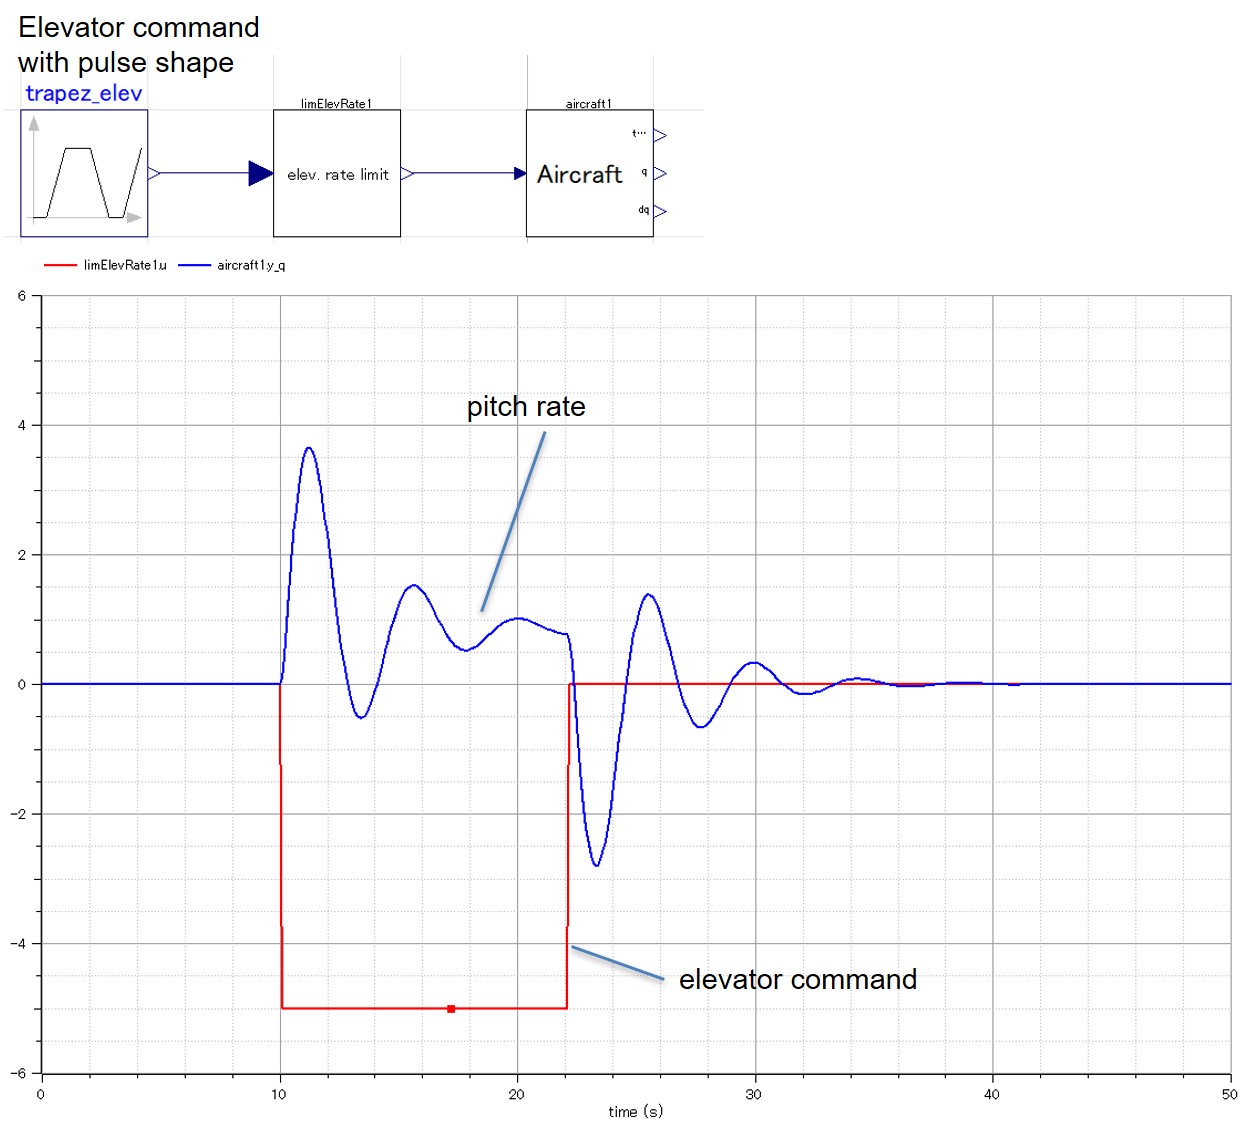 Elevator command
with pulse shape
trapez_elev
limElevRate1
aircraft1
elev. rate limit
Aircraft
t...
q
dq
limElevRate1.u
aircraft1.y_q
6
4
2
0
-2
-4
-6
pitch rate
elevator command
0
10
20
30
40
50
time (s)